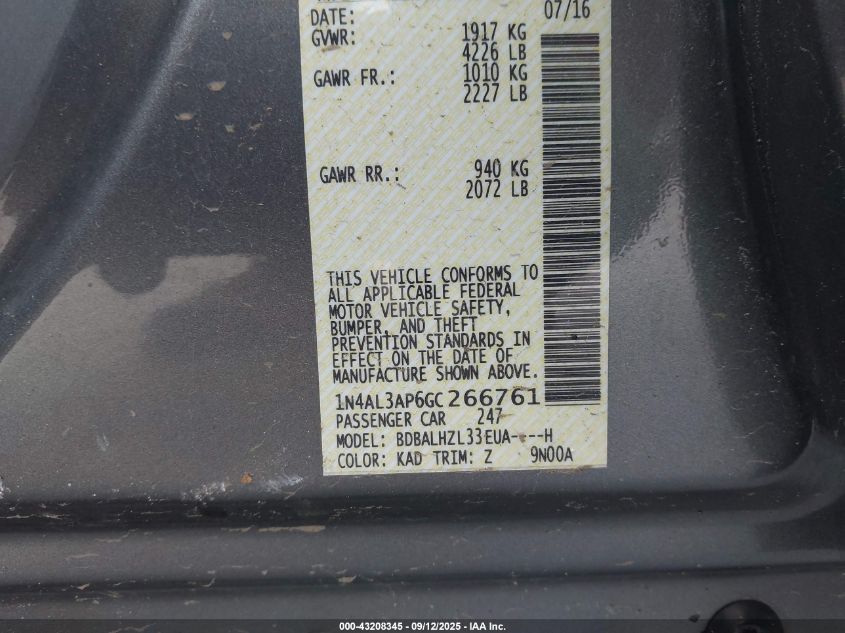 DATE: 07/16
GVWR: 1917 KG
4226 LB
GAWR FR.: 1010 KG
2227 LB
GAWR RR.: 940 KG
2072 LB
THIS VEHICLE CONFORMS TO
ALL APPLICABLE FEDERAL
MOTOR VEHICLE SAFETY,
BUMPER, AND THEFT
PREVENTION STANDARDS IN
EFFECT ON THE DATE OF
MANUFACTURE SHOWN ABOVE.
1N4AL3AP6GC266761
PASSENGER CAR 247
MODEL: BDBALHZL33EUA----H
COLOR: KAD TRIM: Z 9N00A
000-43208345 - 09/12/2025 - IAA Inc.